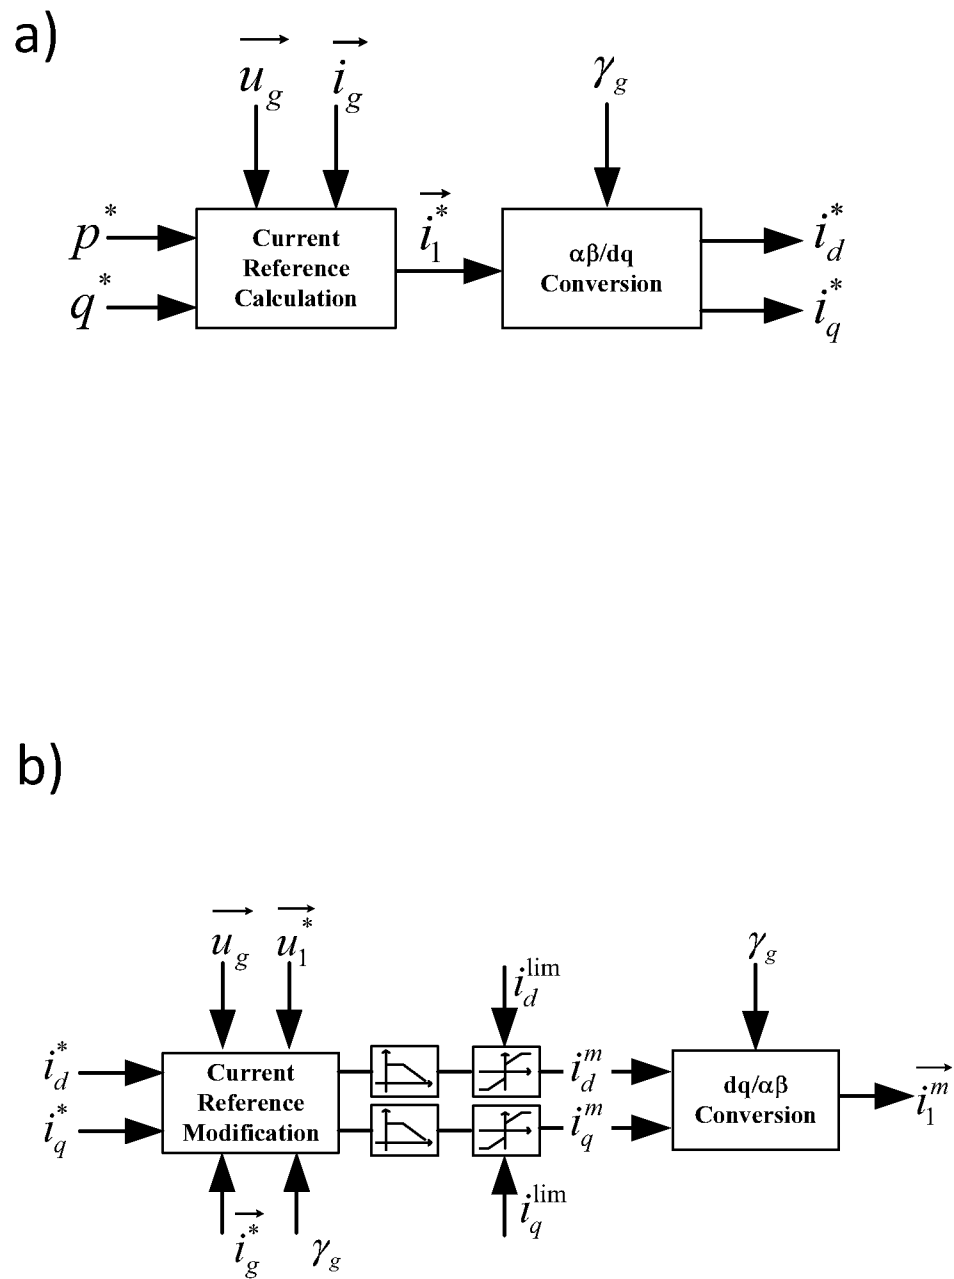 a)
u_g i_g γ_g
p*
q*
Current
Reference
Calculation
i_1^*
αβ/dq
Conversion
i_d^*
i_q^*
b)
u_g u_1^* γ_g
i_d^lim
i_d^*
i_q^*
Current
Reference
Modification
i_d^m
i_q^m
dq/αβ
Conversion
i_1^m
i_q^lim
i_g^* γ_g